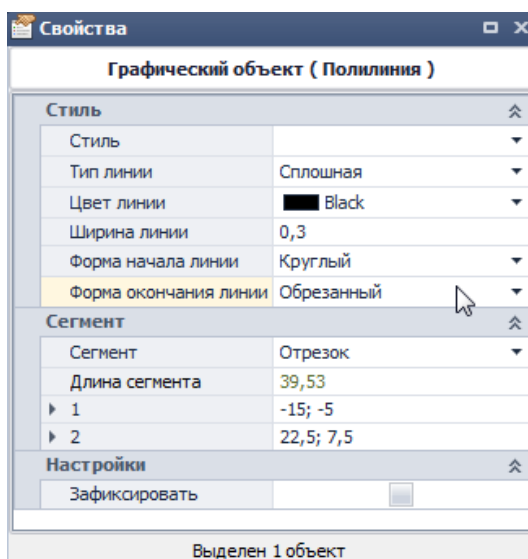 Свойства
Графический объект ( Полилиния )
Стиль
Стиль
Тип линии Сплошная
Цвет линии Black
Ширина линии 0,3
Форма начала линии Круглый
Форма окончания линии Обрезанный
Сегмент
Сегмент Отрезок
Длина сегмента 39,53
1 -15; -5
2 22,5; 7,5
Настройки
Зафиксировать
Выделен 1 объект